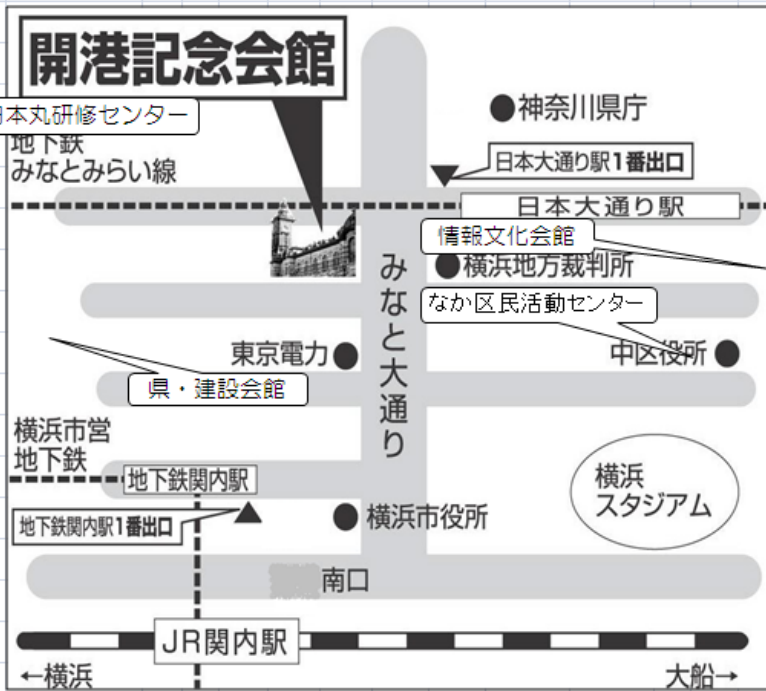 開港記念会館
本丸研修センター
地下鉄
みなとみらい線
神奈川県庁
日本大通り駅1番出口
日本大通り駅
情報文化会館
横浜地方裁判所
なか区民活動センター
みなと大通り
東京電力
中区役所
県・建設会館
横浜市営
地下鉄
地下鉄関内駅
横浜
スタジアム
地下鉄関内駅1番出口
横浜市役所
南口
JR関内駅
←横浜
大船→